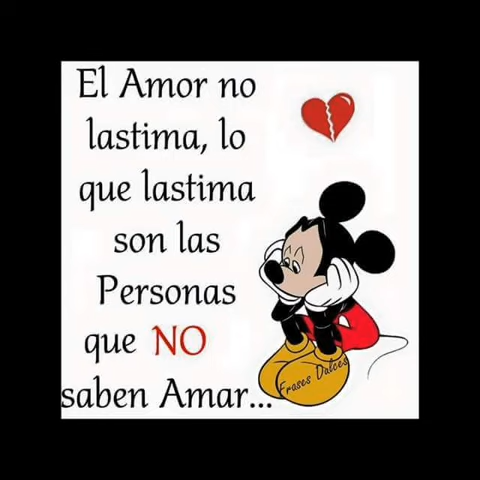 El Amor no
lastima, lo
que lastima
son las
Personas
que NO
saben Amar...
Frases Dulces